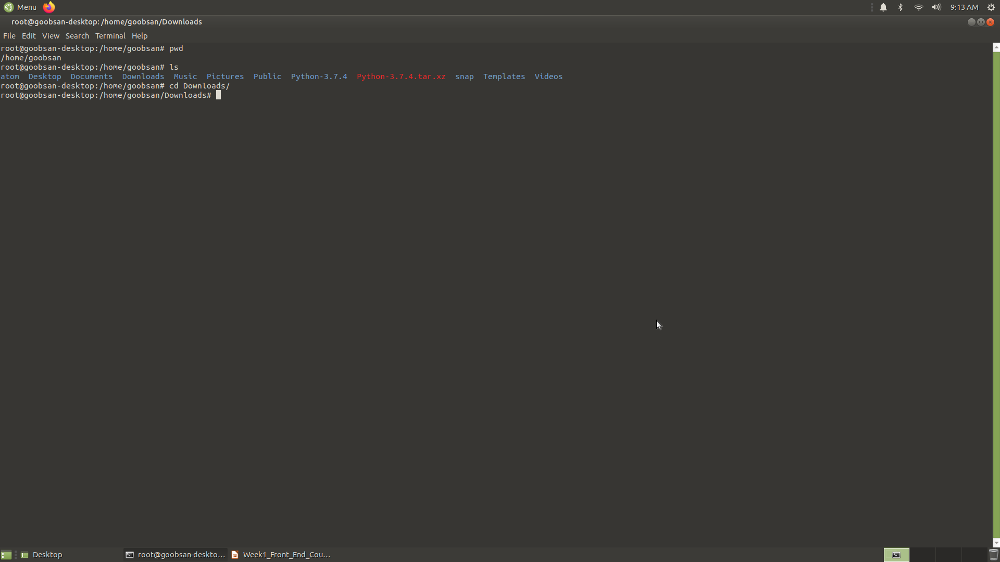 Menu 9:13 AM
root@goobsan-desktop: /home/goobsan/Downloads
File Edit View Search Terminal Help
root@goobsan-desktop:/home/goobsan# pwd
/home/goobsan
root@goobsan-desktop:/home/goobsan# ls
atom  Desktop  Documents  Downloads  Music  Pictures  Public  Python-3.7.4  Python-3.7.4.tar.xz  snap  Templates  Videos
root@goobsan-desktop:/home/goobsan# cd Downloads/
root@goobsan-desktop:/home/goobsan/Downloads#
Desktop root@goobsan-deskto... Week1_Front_End_Cou...